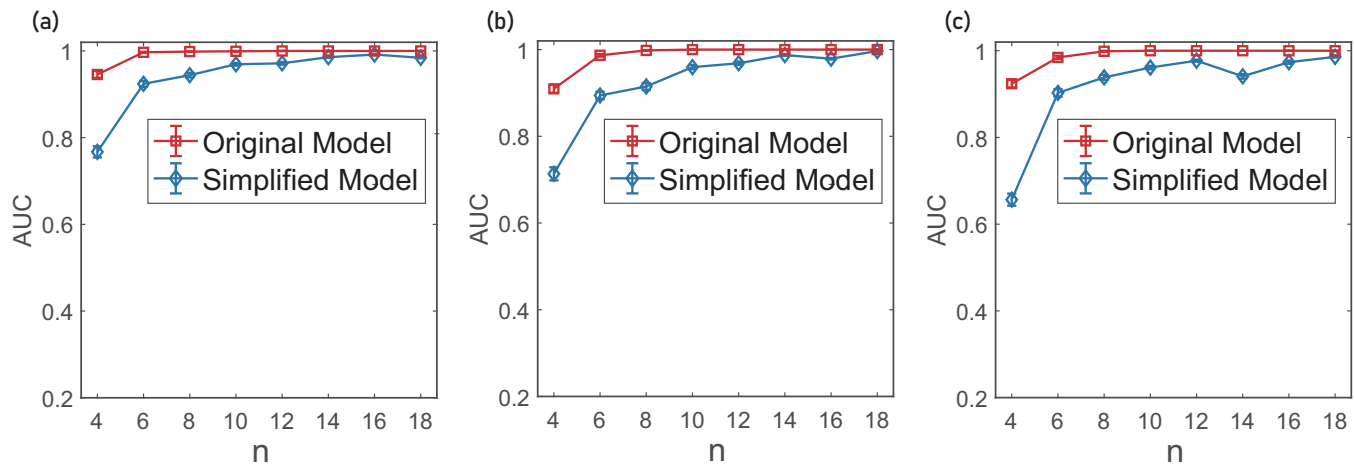 (a)
1
0.8
0.6
0.4
0.2
AUC
Original Model
Simplified Model
4 6 8 10 12 14 16 18
n
(b)
1
0.8
0.6
0.4
0.2
AUC
Original Model
Simplified Model
4 6 8 10 12 14 16 18
n
(c)
1
0.8
0.6
0.4
0.2
AUC
Original Model
Simplified Model
4 6 8 10 12 14 16 18
n